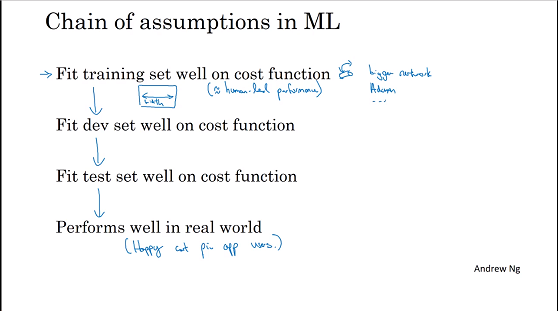 Chain of assumptions in ML
→ Fit training set well on cost function
bigger network
(≈ human-level performance)
Adam
...
Fit dev set well on cost function
Fit test set well on cost function
Performs well in real world
(Happy cat pic app users.)
Andrew Ng